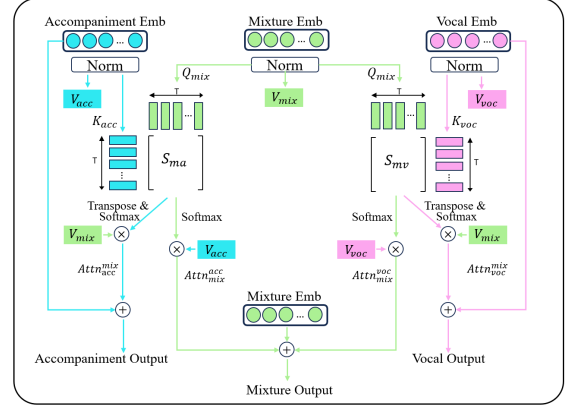 Accompaniment Emb
Mixture Emb
Vocal Emb
...
...
...
Norm
Norm
Norm
Q_mix
Q_mix
V_acc
V_mix
V_voc
T
T
K_acc
K_voc
...
...
T
S_ma
S_mv
T
⋮
⋮
Transpose &
Softmax
Softmax
Softmax
Transpose &
Softmax
V_mix
×
×
V_acc
V_voc
×
×
V_mix
Attn_acc^mix
Attn_mix^acc
Attn_mix^voc
Attn_voc^mix
Mixture Emb
...
+
+
+
Accompaniment Output
Vocal Output
Mixture Output